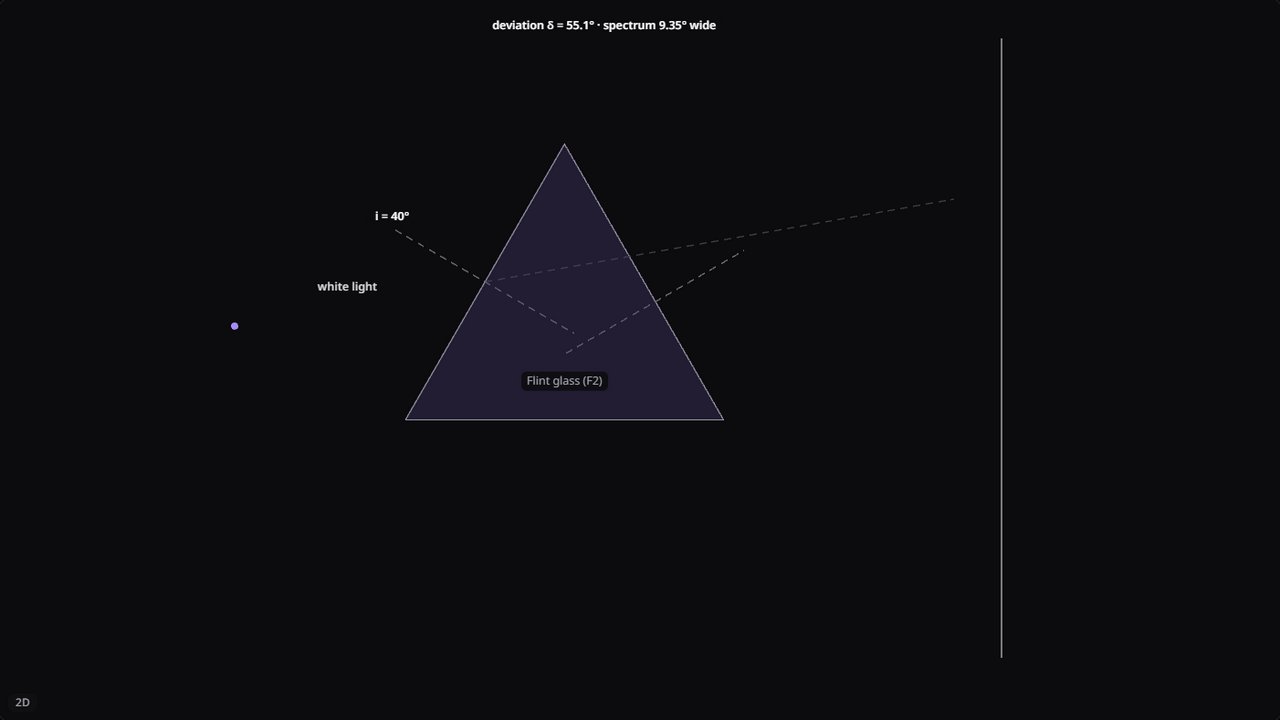 deviation δ = 55.1° · spectrum 9.35° wide
i = 40°
white light
Flint glass (F2)
2D